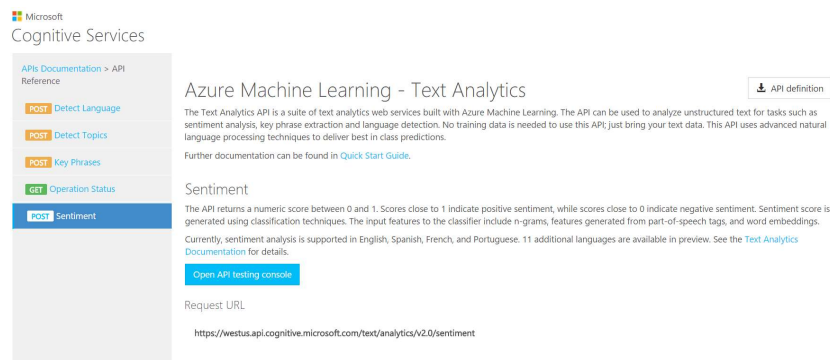 Microsoft
Cognitive Services
APIs Documentation > API
Reference
POST Detect Language
POST Detect Topics
POST Key Phrases
GET Operation Status
POST Sentiment
Azure Machine Learning - Text Analytics
API definition
The Text Analytics API is a suite of text analytics web services built with Azure Machine Learning. The API can be used to analyze unstructured text for tasks such as
sentiment analysis, key phrase extraction and language detection. No training data is needed to use this API; just bring your text data. This API uses advanced natural
language processing techniques to deliver best in class predictions.
Further documentation can be found in Quick Start Guide.
Sentiment
The API returns a numeric score between 0 and 1. Scores close to 1 indicate positive sentiment, while scores close to 0 indicate negative sentiment. Sentiment score is
generated using classification techniques. The input features to the classifier include n-grams, features generated from part-of-speech tags, and word embeddings.
Currently, sentiment analysis is supported in English, Spanish, French, and Portuguese. 11 additional languages are available in preview. See the Text Analytics
Documentation for details.
Open API testing console
Request URL
https://westus.api.cognitive.microsoft.com/text/analytics/v2.0/sentiment